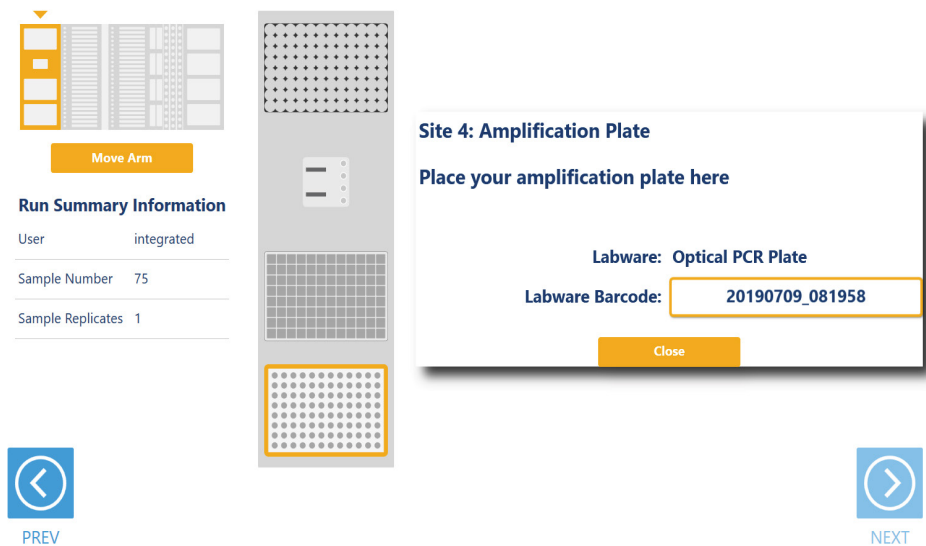 Move Arm
Run Summary Information
User integrated
Sample Number 75
Sample Replicates 1
Site 4: Amplification Plate
Place your amplification plate here
Labware: Optical PCR Plate
Labware Barcode: 20190709_081958
Close
PREV
NEXT